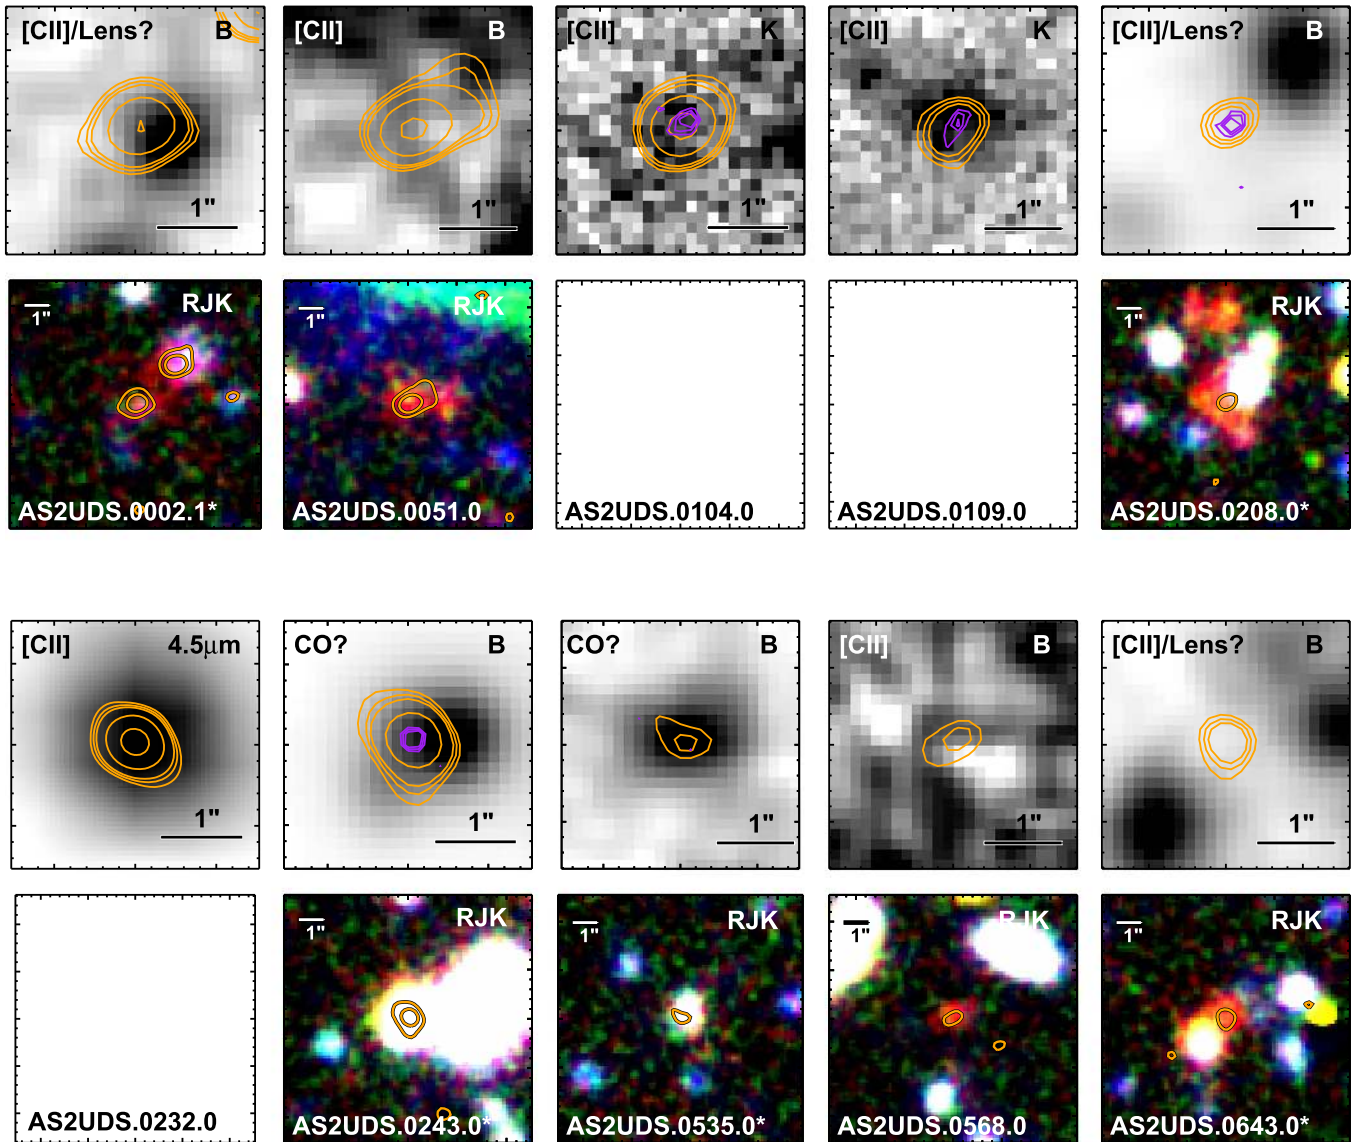 [CII]/Lens? B
[CII] B
[CII] K
[CII] K
[CII]/Lens? B
1"
1"
1"
1"
1"
1" RJK
1" RJK
1" RJK
AS2UDS.0002.1*
AS2UDS.0051.0
AS2UDS.0104.0
AS2UDS.0109.0
AS2UDS.0208.0*
[CII] 4.5μm
CO? B
CO? B
[CII] B
[CII]/Lens? B
1"
1"
1"
1"
1"
1" RJK
1" RJK
1" RJK
1" RJK
AS2UDS.0232.0
AS2UDS.0243.0*
AS2UDS.0535.0*
AS2UDS.0568.0
AS2UDS.0643.0*